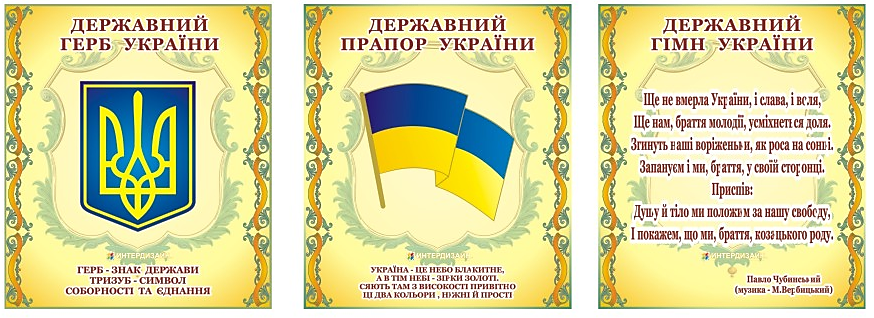 ДЕРЖАВНИЙ
ГЕРБ УКРАЇНИ
ІНТЕРДИЗАЙН
ГЕРБ - ЗНАК ДЕРЖАВИ
ТРИЗУБ - СИМВОЛ
СОБОРНОСТІ ТА ЄДНАННЯ
ДЕРЖАВНИЙ
ПРАПОР УКРАЇНИ
ІНТЕРДИЗАЙН
УКРАЇНА - ЦЕ НЕБО БЛАКИТНЕ,
А В ТІМ НЕБІ - ЗІРКИ ЗОЛОТІ.
СЯЮТЬ ТАМ З ВИСОКОСТІ ПРИВІТНО
ЦІ ДВА КОЛЬОРИ , НІЖНІ Й ПРОСТІ
ДЕРЖАВНИЙ
ГІМН УКРАЇНИ
Ще не вмерла України, і слава, і воля,
Ще нам, браття молодії, усміхнеться доля.
Згинуть наші воріженьки, як роса на сонці.
Запануєм і ми, браття, у своїй сторонці.
Приспів:
Душу й тіло ми положим за нашу свободу,
І покажем, що ми, браття, козацького роду.
ІНТЕРДИЗАЙН
Павло Чубинський
(музика - М.Вербицький)